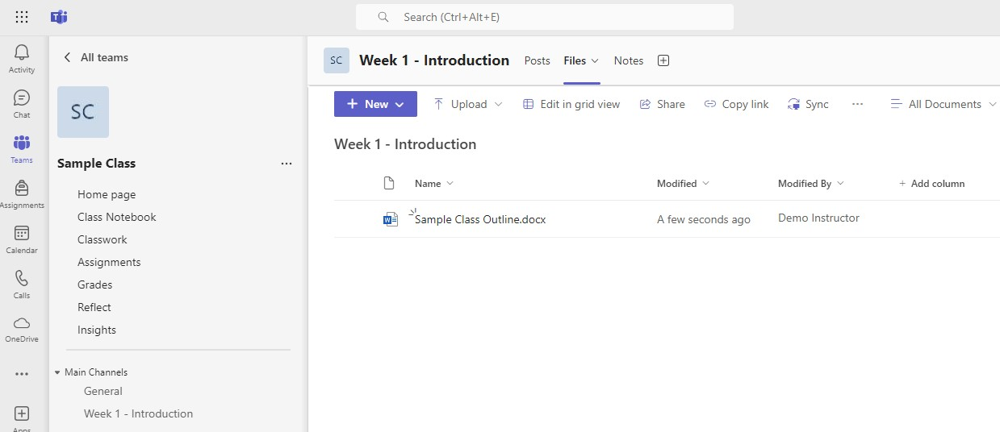 Search (Ctrl+Alt+E)
Activity
Chat
Teams
Assignments
Calendar
Calls
OneDrive
Apps
All teams
SC
Sample Class
Home page
Class Notebook
Classwork
Assignments
Grades
Reflect
Insights
Main Channels
General
Week 1 - Introduction
SC Week 1 - Introduction Posts Files Notes
New Upload Edit in grid view Share Copy link Sync All Documents
Week 1 - Introduction
Name Modified Modified By + Add column
Sample Class Outline.docx A few seconds ago Demo Instructor